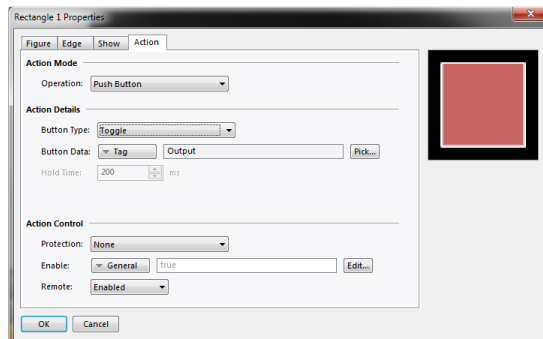 Rectangle 1 Properties
Figure Edge Show Action
Action Mode
Operation: Push Button
Action Details
Button Type: Toggle
Button Data: Tag Output Pick...
Hold Time: 200 ms
Action Control
Protection: None
Enable: General true Edit...
Remote: Enabled
OK Cancel